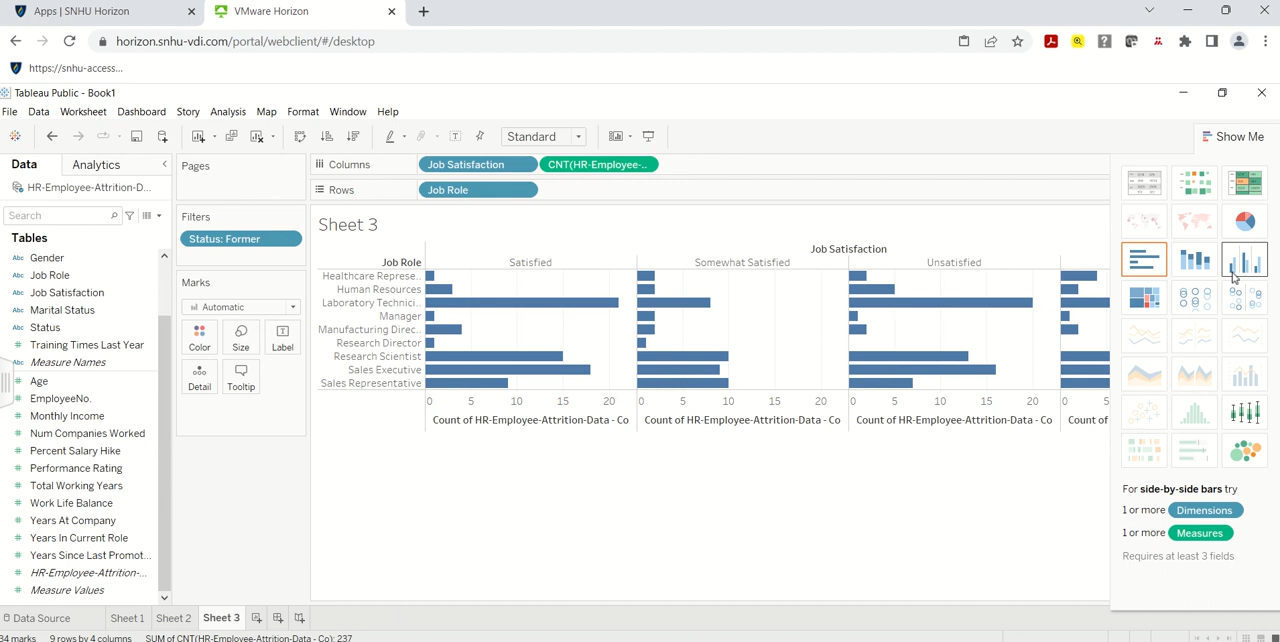 Apps | SNHU Horizon
VMware Horizon
horizon.snhu-vdi.com/portal/webclient/#/desktop
https://snhu-access...
Tableau Public - Book1
File Data Worksheet Dashboard Story Analysis Map Format Window Help
Standard
Show Me
Data Analytics
HR-Employee-Attrition-D...
Search
Tables
Abc Gender
Abc Job Role
Abc Job Satisfaction
Abc Marital Status
Abc Status
# Training Times Last Year
Abc Measure Names
# Age
# EmployeeNo.
# Monthly Income
# Num Companies Worked
# Percent Salary Hike
# Performance Rating
# Total Working Years
# Work Life Balance
# Years At Company
# Years In Current Role
# Years Since Last Promot...
# HR-Employee-Attrition-...
# Measure Values
Pages
Filters
Status: Former
Marks
Automatic
Color Size Label
Detail Tooltip
Columns Job Satisfaction CNT(HR-Employee-..
Rows Job Role
Sheet 3
Job Satisfaction
Job Role Satisfied Somewhat Satisfied Unsatisfied
Healthcare Represe..
Human Resources
Laboratory Technici..
Manager
Manufacturing Direc..
Research Director
Research Scientist
Sales Executive
Sales Representative
0 5 10 15 20 0 5 10 15 20 0 5 10 15 20 0 5
Count of HR-Employee-Attrition-Data - Co Count of HR-Employee-Attrition-Data - Co Count of HR-Employee-Attrition-Data - Co Count of
For side-by-side bars try
1 or more Dimensions
1 or more Measures
Requires at least 3 fields
Data Source Sheet 1 Sheet 2 Sheet 3
34 marks 9 rows by 4 columns SUM of CNT(HR-Employee-Attrition-Data - Co): 237